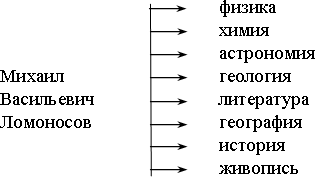 Михаил
Васильевич
Ломоносов
физика
химия
астрономия
геология
литература
география
история
живопись